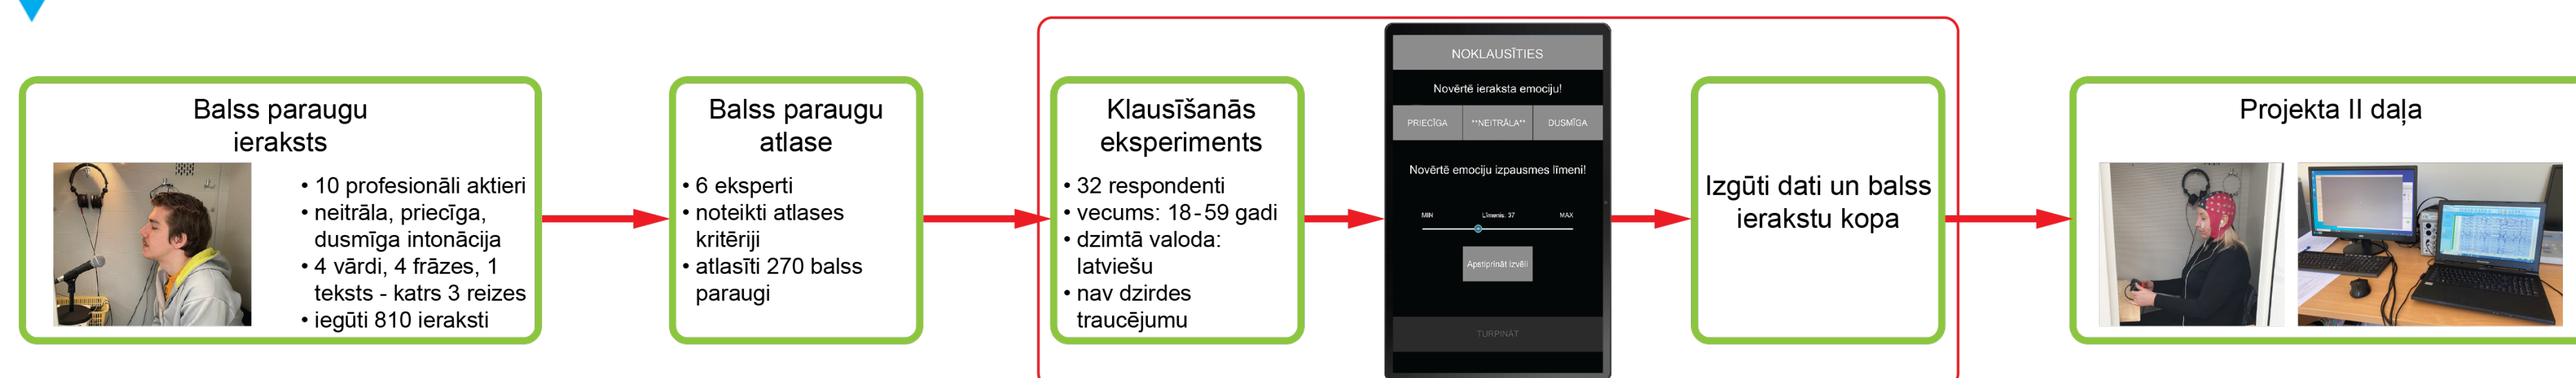 Balss paraugu
ieraksts
• 10 profesionāli aktieri
• neitrāla, priecīga,
dusmīga intonācija
• 4 vārdi, 4 frāzes, 1
teksts - katrs 3 reizes
• iegūti 810 ieraksti
Balss paraugu
atlase
• 6 eksperti
• noteikti atlases
kritēriji
• atlasīti 270 balss
paraugi
Klausīšanās
eksperiments
• 32 respondenti
• vecums: 18-59 gadi
• dzimtā valoda:
latviešu
• nav dzirdes
traucējumu
NOKLAUSĪTIES
Novērtē ieraksta emociju!
PRIECĪGA **NEITRĀLA** DUSMĪGA
Novērtē emociju izpausmes līmeni!
MIN Līmenis: 37 MAX
Apstiprināt izvēli
TURPINĀT
Izgūti dati un balss
ierakstu kopa
Projekta II daļa